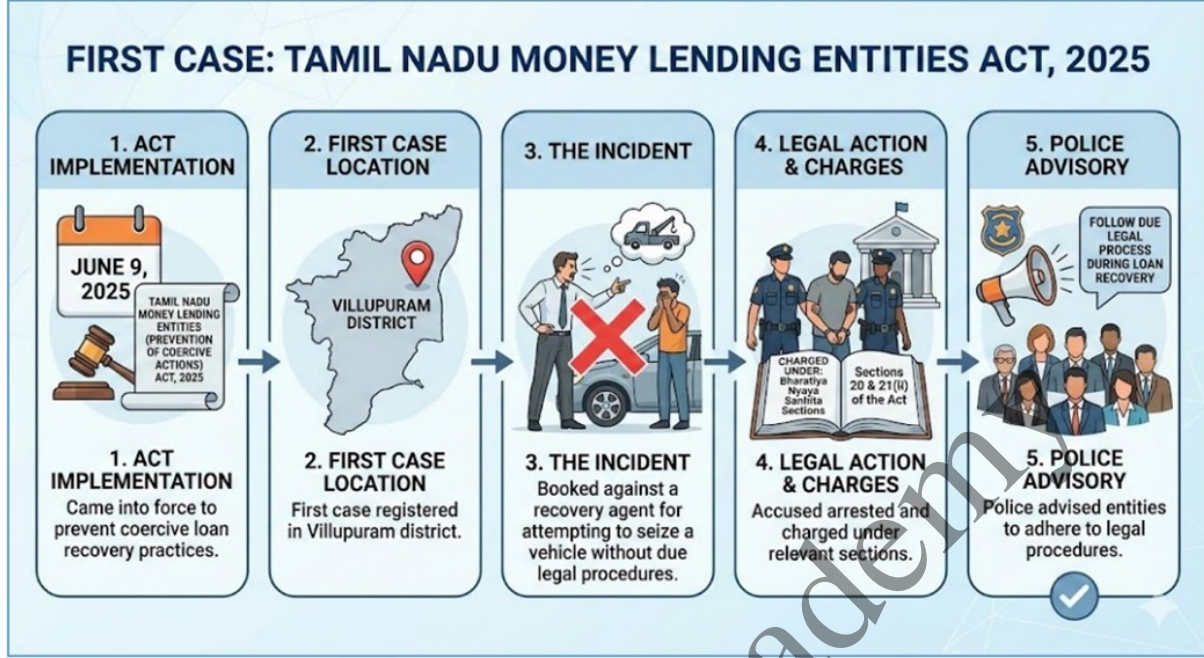 FIRST CASE: TAMIL NADU MONEY LENDING ENTITIES ACT, 2025
1. ACT
IMPLEMENTATION
JUNE 9,
2025
TAMIL NADU
MONEY LENDING
ENTITIES
(PREVENTION
OF COERCIVE
ACTIONS)
ACT, 2025
1. ACT
IMPLEMENTATION
Came into force to
prevent coercive loan
recovery practices.
2. FIRST CASE
LOCATION
VILLUPURAM
DISTRICT
2. FIRST CASE
LOCATION
First case registered
in Villupuram district.
3. THE INCIDENT
3. THE INCIDENT
Booked against a
recovery agent for
attempting to seize a
vehicle without due
legal procedures.
4. LEGAL ACTION
& CHARGES
CHARGED
UNDER:
Bharatiya
Nyaya
Sanhita
Sections
Sections
20 & 21(ii)
of the Act
4. LEGAL ACTION
& CHARGES
Accused arrested and
charged under
relevant sections.
5. POLICE
ADVISORY
FOLLOW DUE
LEGAL
PROCESS
DURING LOAN
RECOVERY
5. POLICE
ADVISORY
Police advised entities
to adhere to legal
procedures.